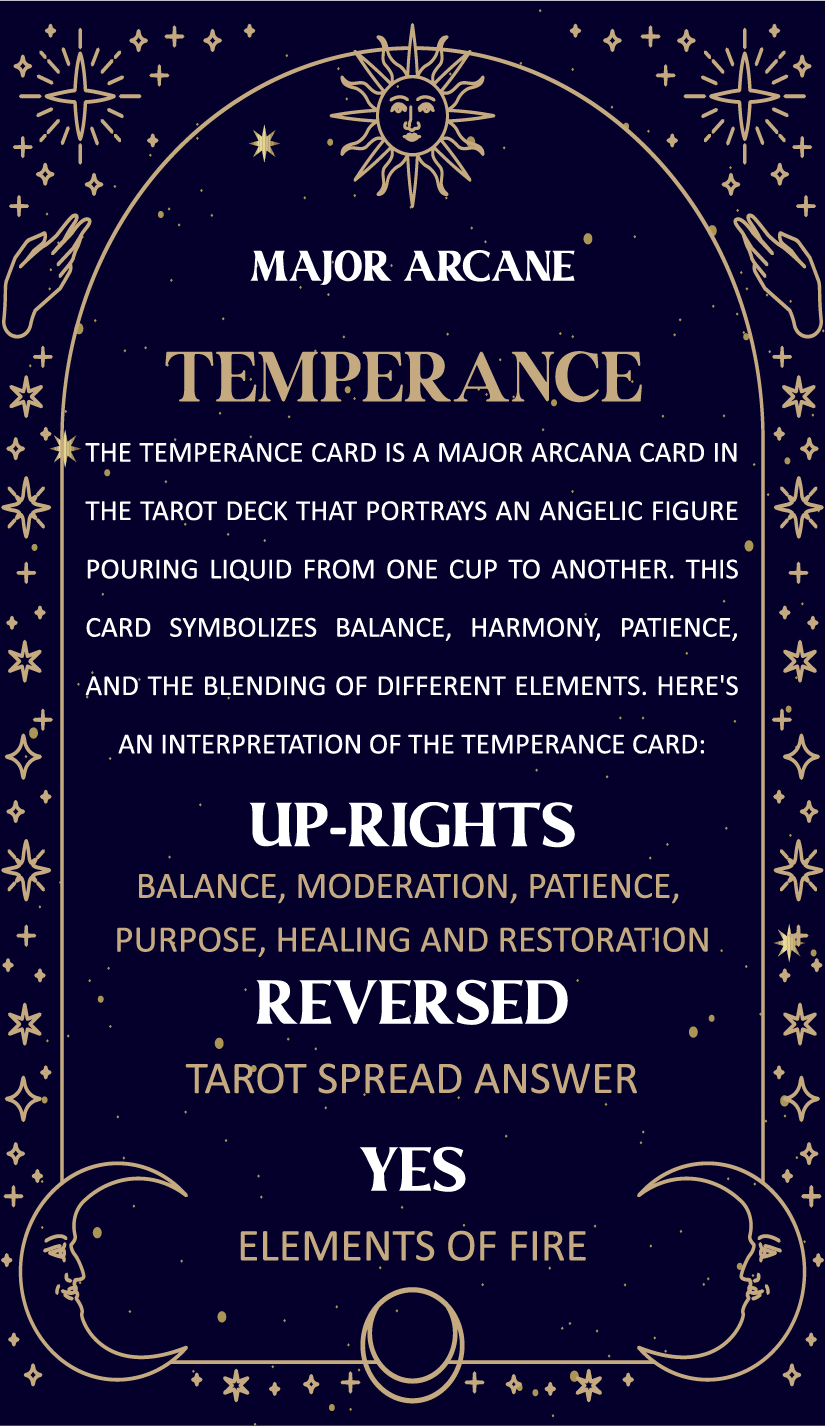 MAJOR ARCANE
TEMPERANCE
THE TEMPERANCE CARD IS A MAJOR ARCANA CARD IN
THE TAROT DECK THAT PORTRAYS AN ANGELIC FIGURE
POURING LIQUID FROM ONE CUP TO ANOTHER. THIS
CARD SYMBOLIZES BALANCE, HARMONY, PATIENCE,
AND THE BLENDING OF DIFFERENT ELEMENTS. HERE'S
AN INTERPRETATION OF THE TEMPERANCE CARD:
UP-RIGHTS
BALANCE, MODERATION, PATIENCE,
PURPOSE, HEALING AND RESTORATION
REVERSED
TAROT SPREAD ANSWER
YES
ELEMENTS OF FIRE